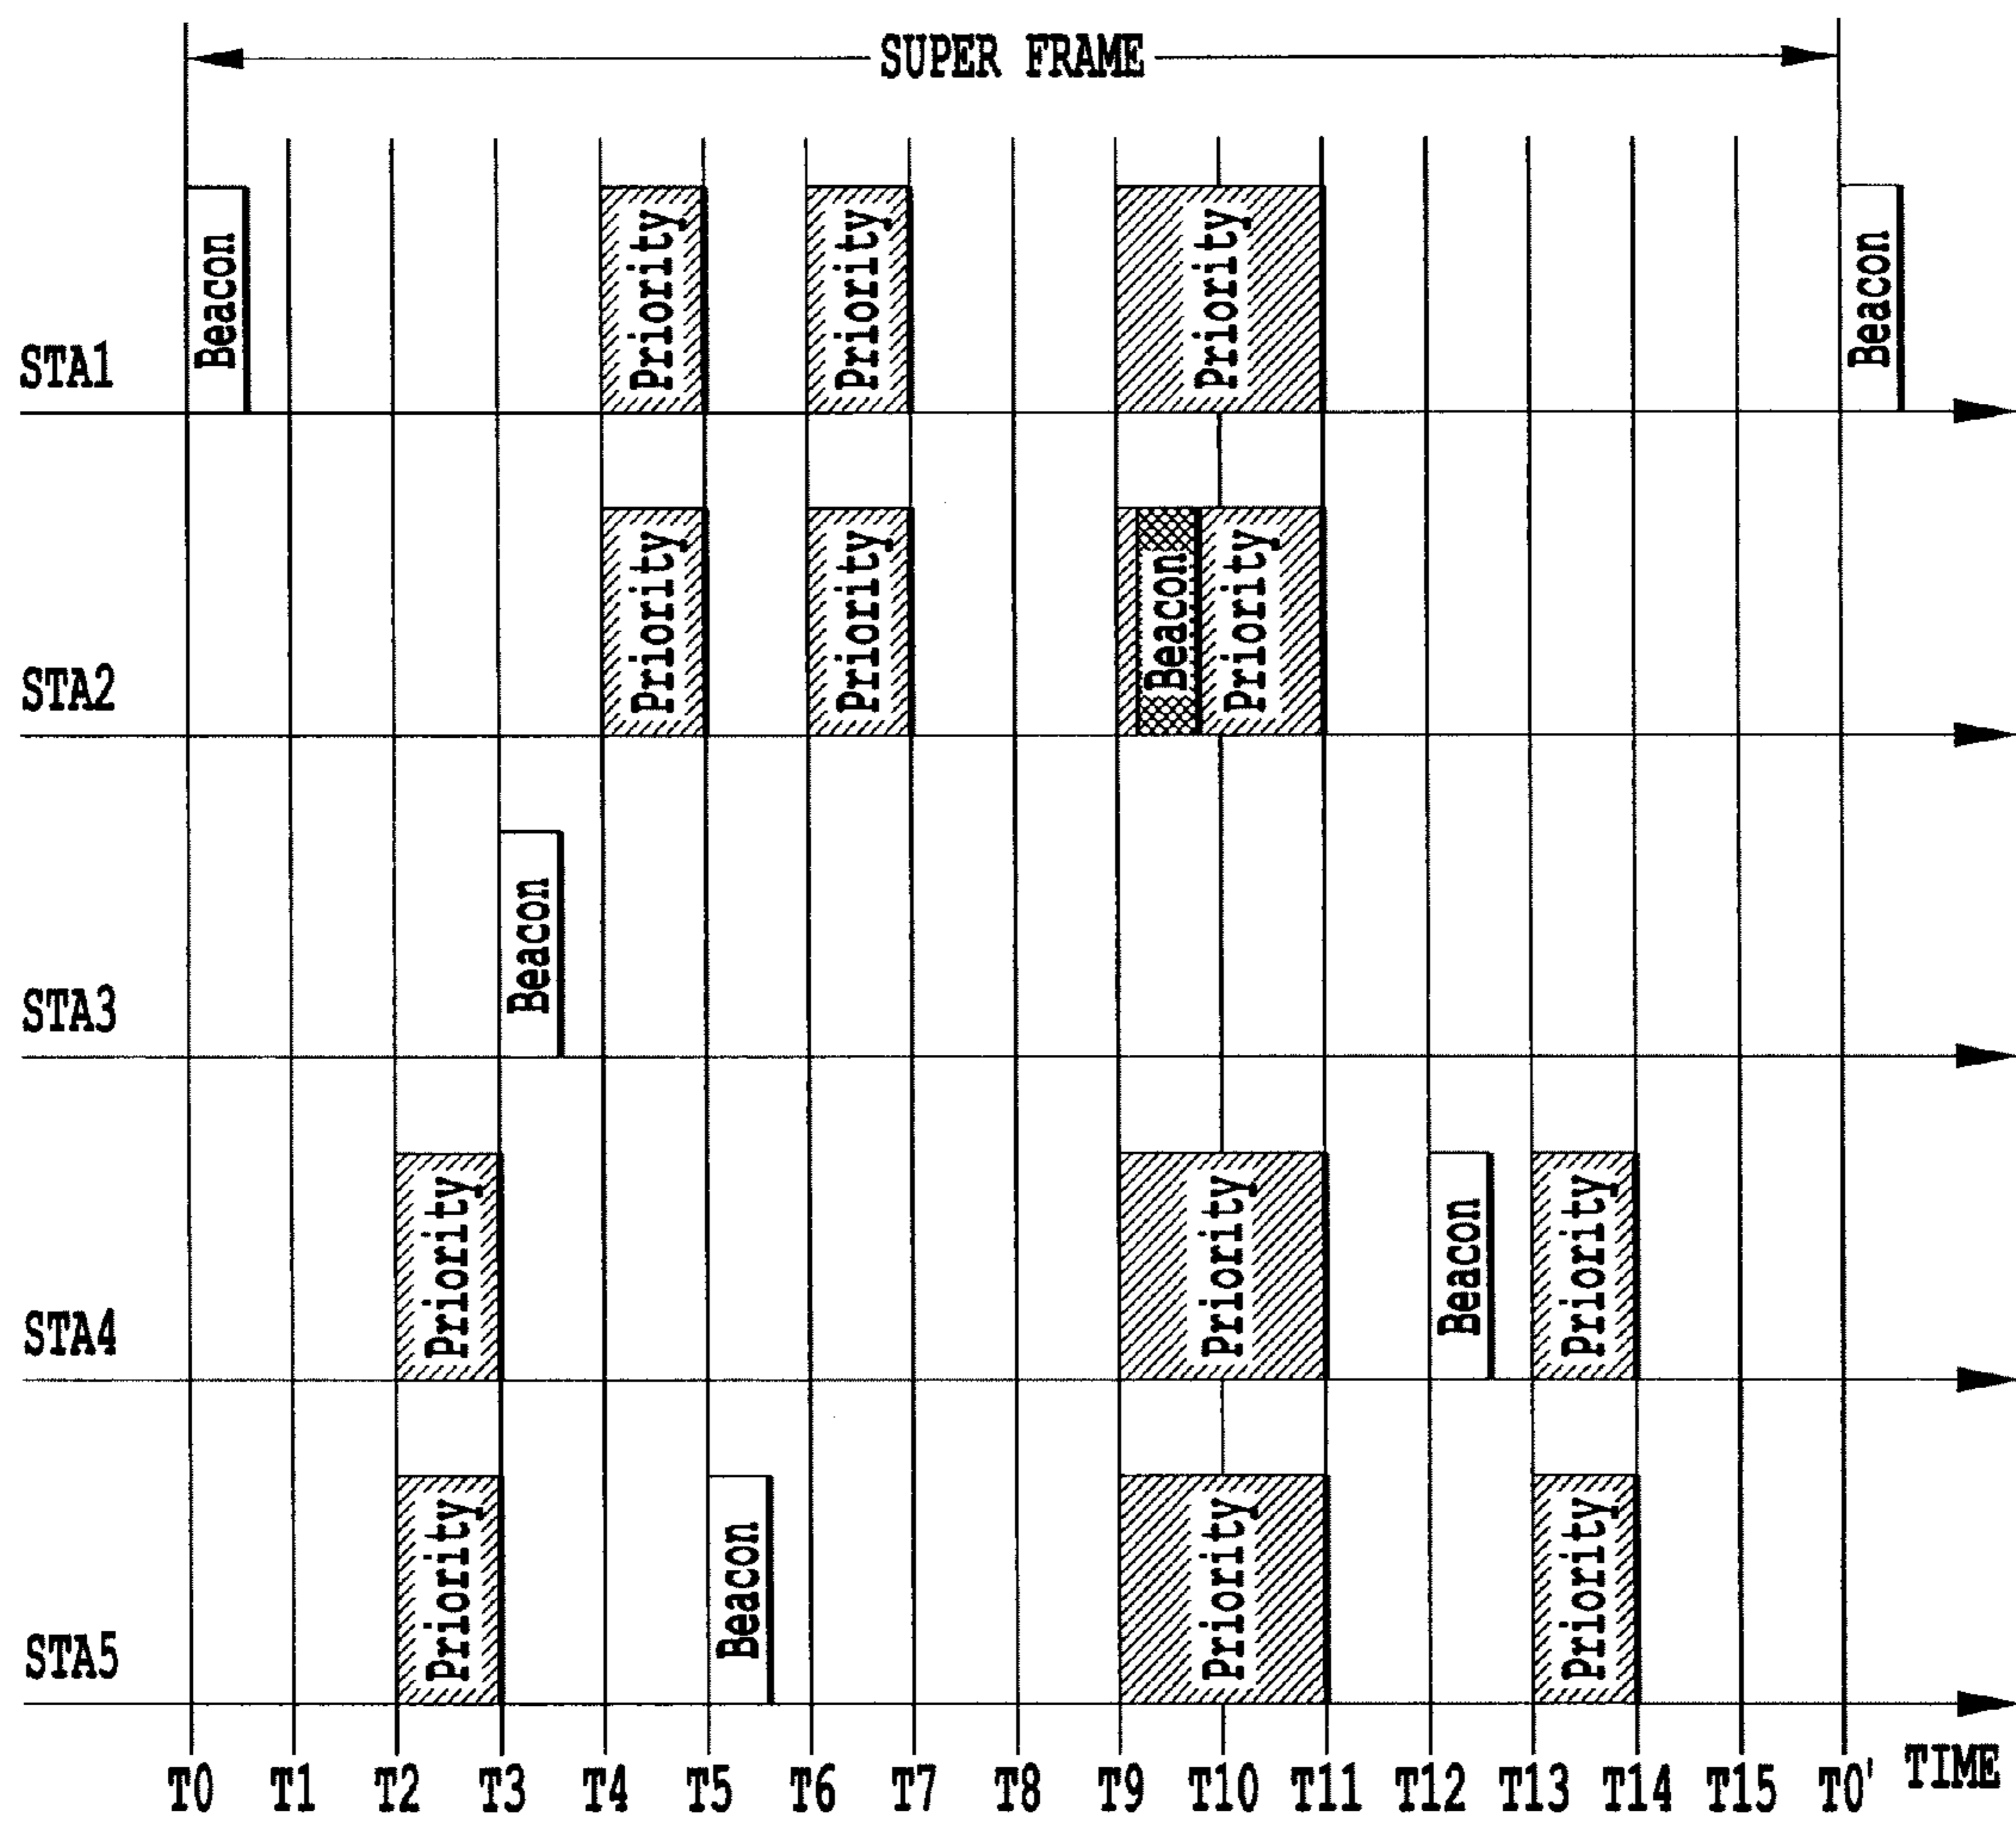 SUPER FRAME
STA1
Beacon
Priority
Priority
Priority
Beacon
STA2
Priority
Priority
Beacon
Priority
STA3
Beacon
STA4
Priority
Priority
Beacon
Priority
STA5
Priority
Beacon
Priority
Priority
T0 T1 T2 T3 T4 T5 T6 T7 T8 T9 T10 T11 T12 T13 T14 T15 T0' TIME